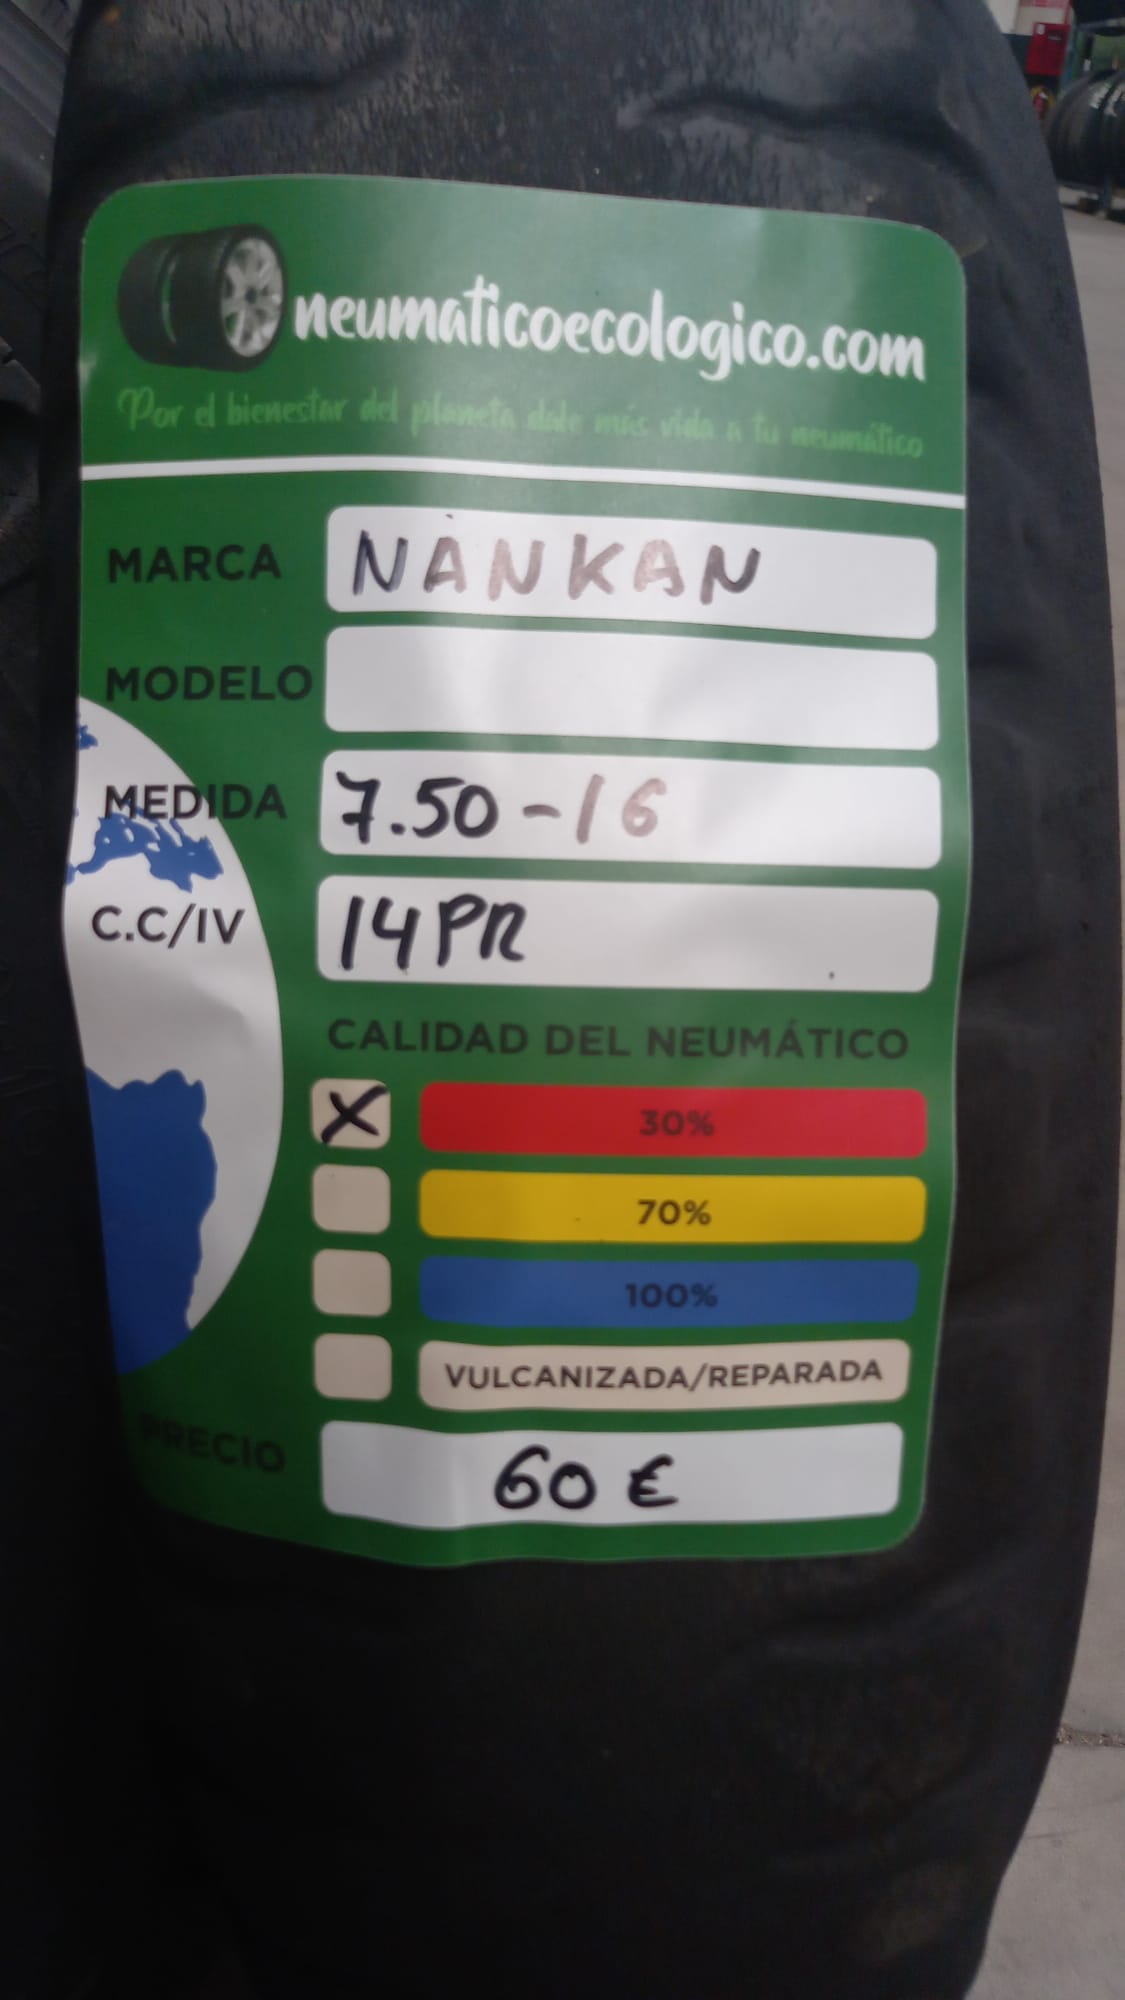 neumaticoecologico.com
Por el bienestar del planeta dale más vida a tu neumático
MARCA NANKAN
MODELO
MEDIDA 7.50-16
C.C/IV 14PR
CALIDAD DEL NEUMÁTICO
X 30%
70%
100%
VULCANIZADA/REPARADA
PRECIO 60 €